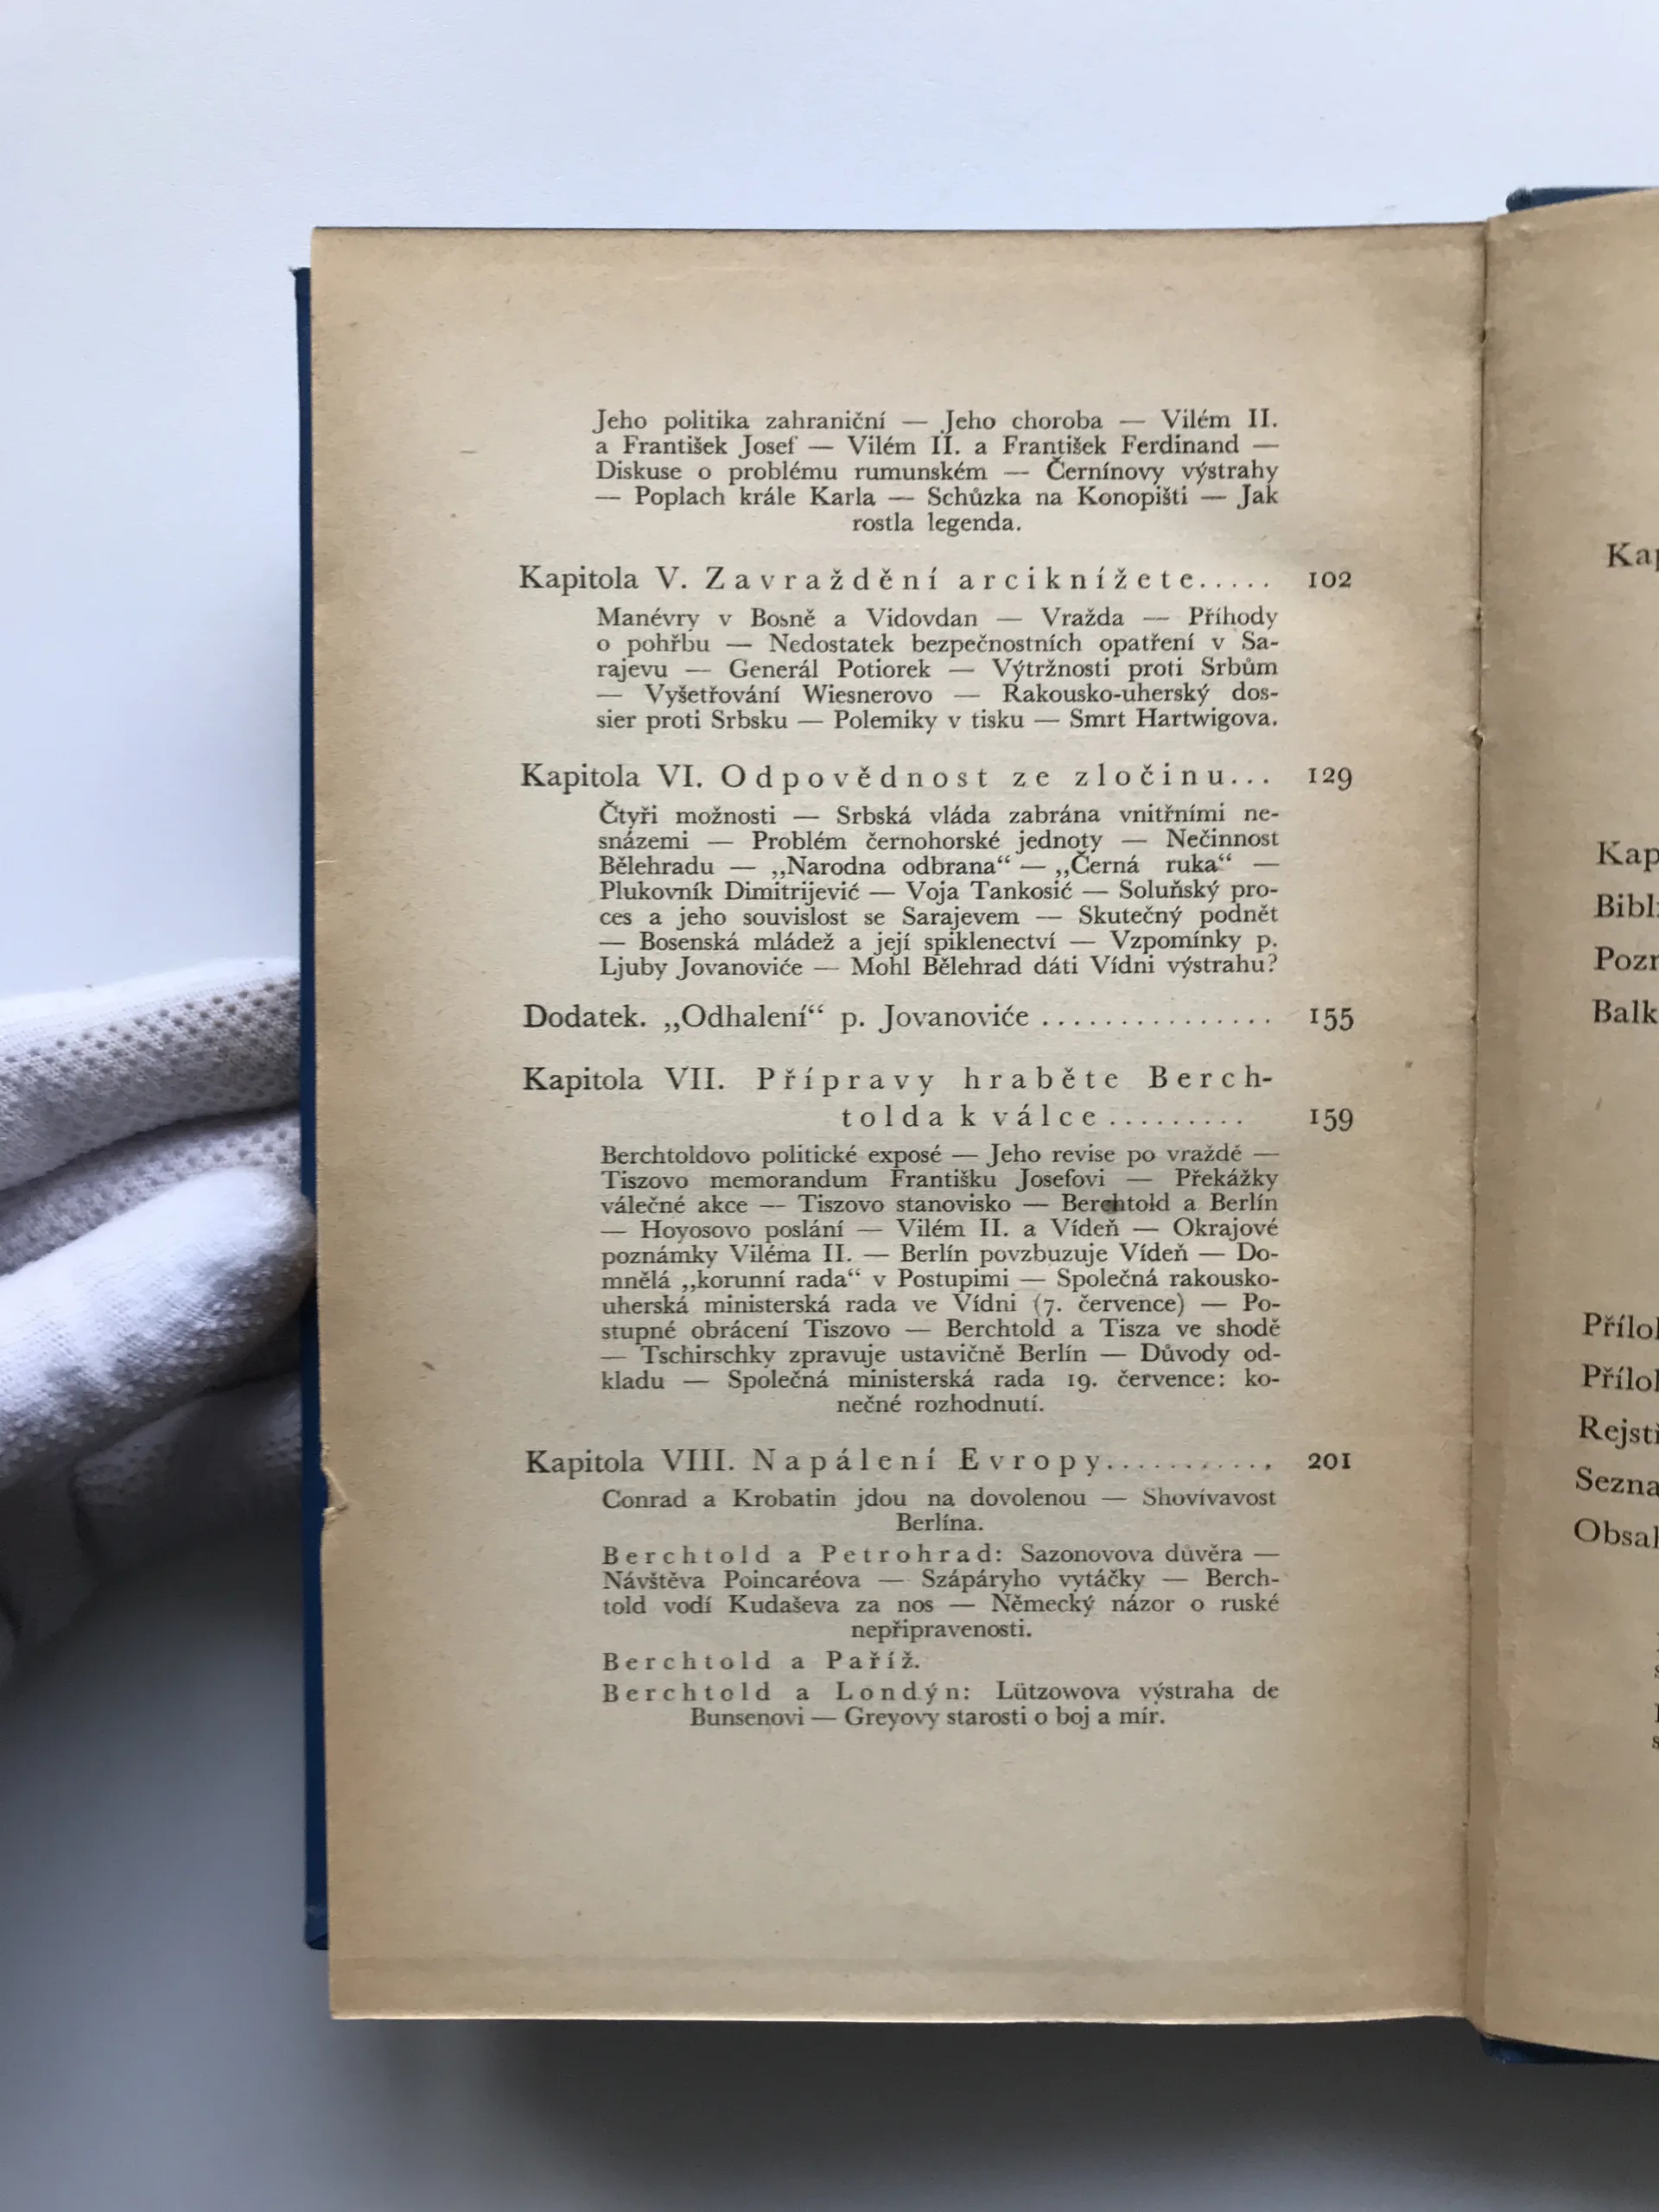 Jeho politika zahraniční — Jeho choroba — Vilém II.
a František Josef — Vilém II. a František Ferdinand —
Diskuse o problému rumunském — Černínovy výstrahy
— Poplach krále Karla — Schůzka na Konopišti — Jak
rostla legenda.
Kapitola V. Zavraždění arciknížete..... 102
Manévry v Bosně a Vidovdan — Vražda — Příhody
o pohřbu — Nedostatek bezpečnostních opatření v Sa-
rajevu — Generál Potiorek — Výtržnosti proti Srbům
— Vyšetřování Wiesnerovo — Rakousko-uherský dos-
sier proti Srbsku — Polemiky v tisku — Smrt Hartwigova.
Kapitola VI. Odpovědnost ze zločinu... 129
Čtyři možnosti — Srbská vláda zabrána vnitřními ne-
snázemi — Problém černohorské jednoty — Nečinnost
Bělehradu — „Narodna odbrana“ — „Černá ruka“ —
Plukovník Dimitrijević — Voja Tankosić — Soluňský pro-
ces a jeho souvislost se Sarajevem — Skutečný podnět
— Bosenská mládež a její spiklenectví — Vzpomínky p.
Ljuby Jovanoviće — Mohl Bělehrad dáti Vídni výstrahu?
Dodatek. „Odhalení“ p. Jovanoviće ............... 155
Kapitola VII. Přípravy hraběte Berch-
tolda k válce ......... 159
Berchtoldovo politické exposé — Jeho revise po vraždě —
Tiszovo memorandum Františku Josefovi — Překážky
válečné akce — Tiszovo stanovisko — Berchtold a Berlín
— Hoyosovo poslání — Vilém II. a Vídeň — Okrajové
poznámky Viléma II. — Berlín povzbuzuje Vídeň — Do-
mnělá „korunní rada“ v Postupimi — Společná rakousko-
uherská ministerská rada ve Vídni (7. července) — Po-
stupné obrácení Tiszovo — Berchtold a Tisza ve shodě
— Tschirschky zpravuje ustavičně Berlín — Důvody od-
kladu — Společná ministerská rada 19. července: ko-
nečné rozhodnutí.
Kapitola VIII. Napálení Evropy........... 201
Conrad a Krobatin jdou na dovolenou — Shovívavost
Berlína.
Berchtold a Petrohrad: Sazonovova důvěra —
Návštěva Poincaréova — Szápáryho vytáčky — Berch-
told vodí Kudaševa za nos — Německý názor o ruské
nepřipravenosti.
Berchtold a Paříž.
Berchtold a Londýn: Lützowova výstraha de
Bunsenovi — Greyovy starosti o boj a mír.
Kap
Kap
Bibl
Pozn
Balk
Přílo
Přílo
Rejst
Sezna
Obsa